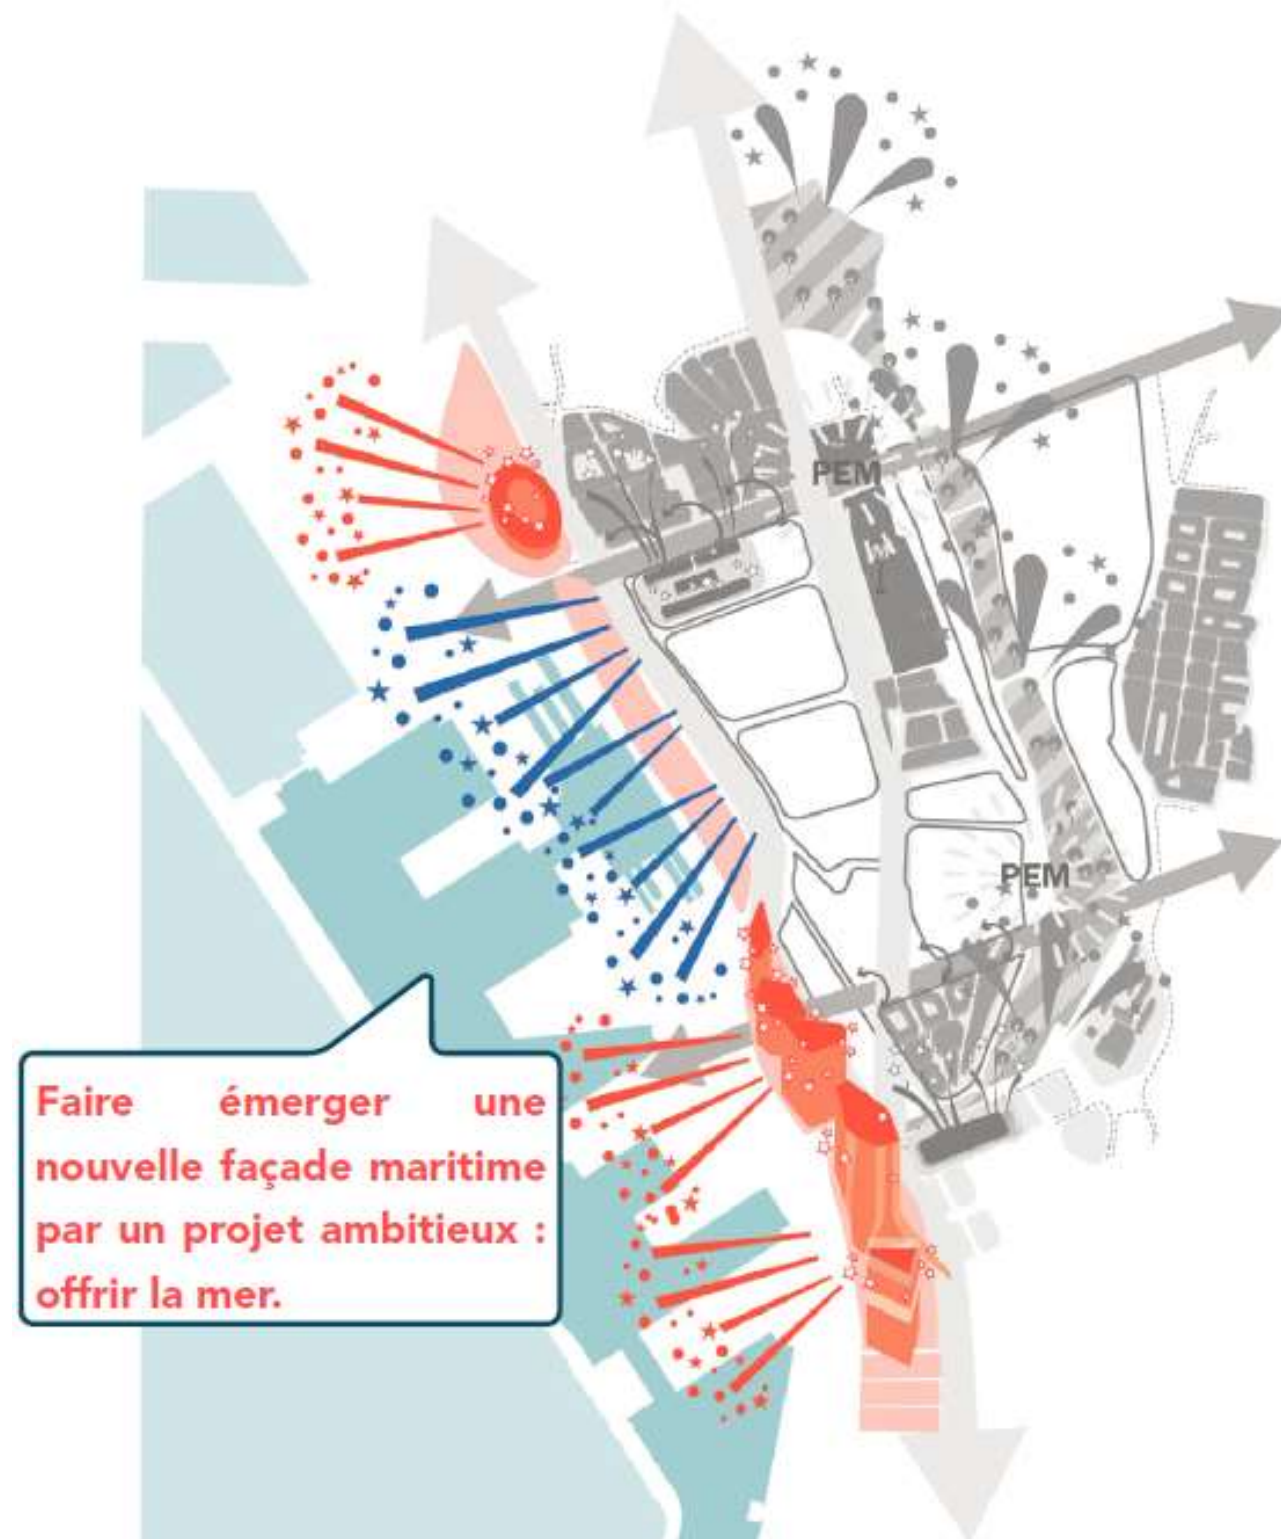 PEM
PEM
Faire émerger une
nouvelle façade maritime
par un projet ambitieux :
offrir la mer.